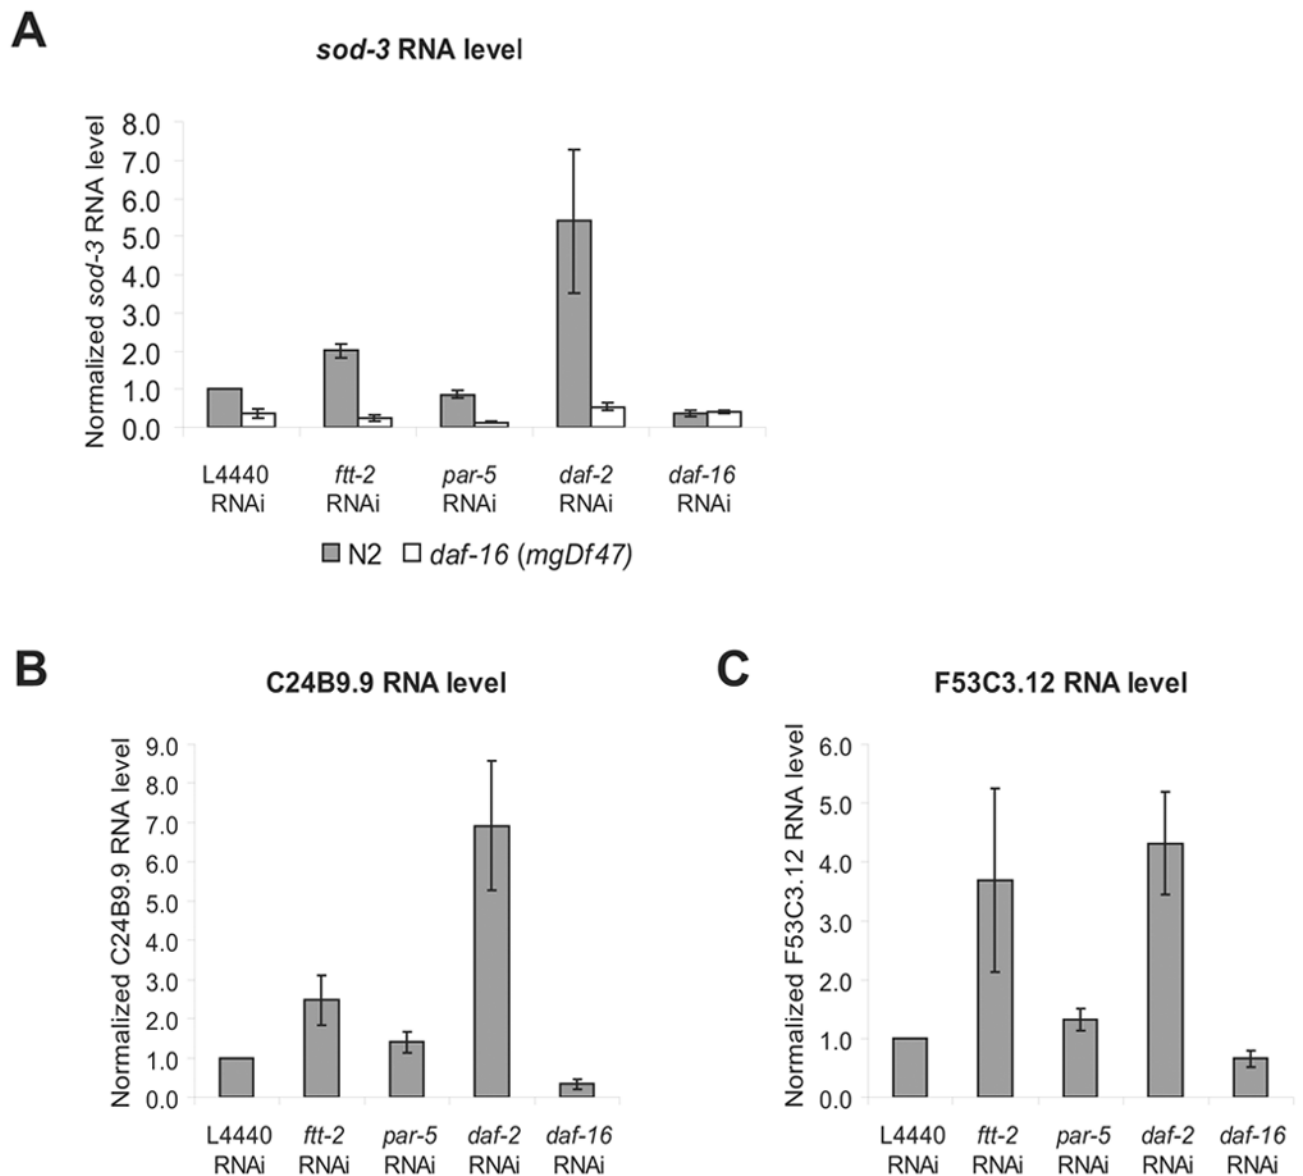 A
sod-3 RNA level
Normalized sod-3 RNA level
8.0
7.0
6.0
5.0
4.0
3.0
2.0
1.0
0.0
L4440 ftt-2 par-5 daf-2 daf-16
RNAi RNAi RNAi RNAi RNAi
N2 daf-16 (mgDf47)
B
C24B9.9 RNA level
Normalized C24B9.9 RNA level
9.0
8.0
7.0
6.0
5.0
4.0
3.0
2.0
1.0
0.0
L4440 ftt-2 par-5 daf-2 daf-16
RNAi RNAi RNAi RNAi RNAi
C
F53C3.12 RNA level
Normalized F53C3.12 RNA level
6.0
5.0
4.0
3.0
2.0
1.0
0.0
L4440 ftt-2 par-5 daf-2 daf-16
RNAi RNAi RNAi RNAi RNAi